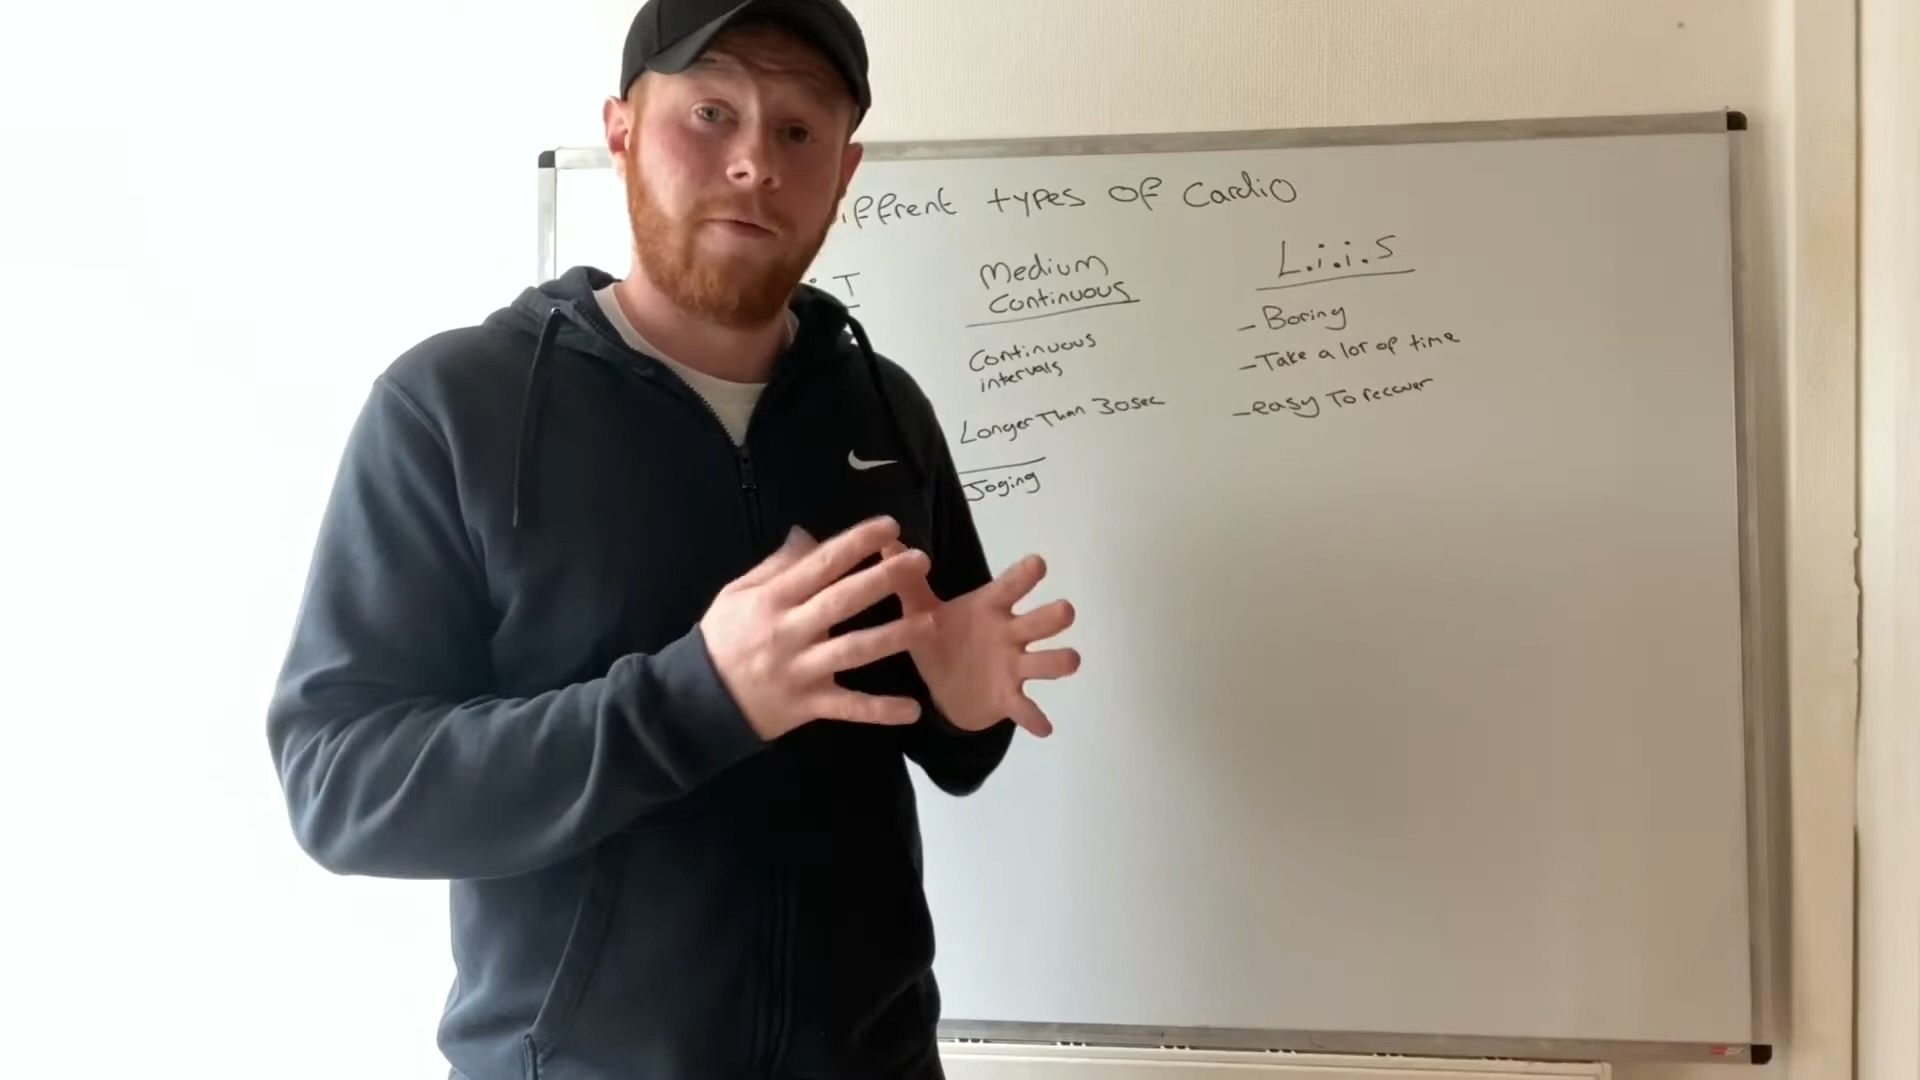 iffrent types of Cardio
.T
Medium
Continuous
Continuous
intervals
Longer Than 30sec
Joging
L.i.i.S
- Boring
- Take a lot of time
- easy To recover